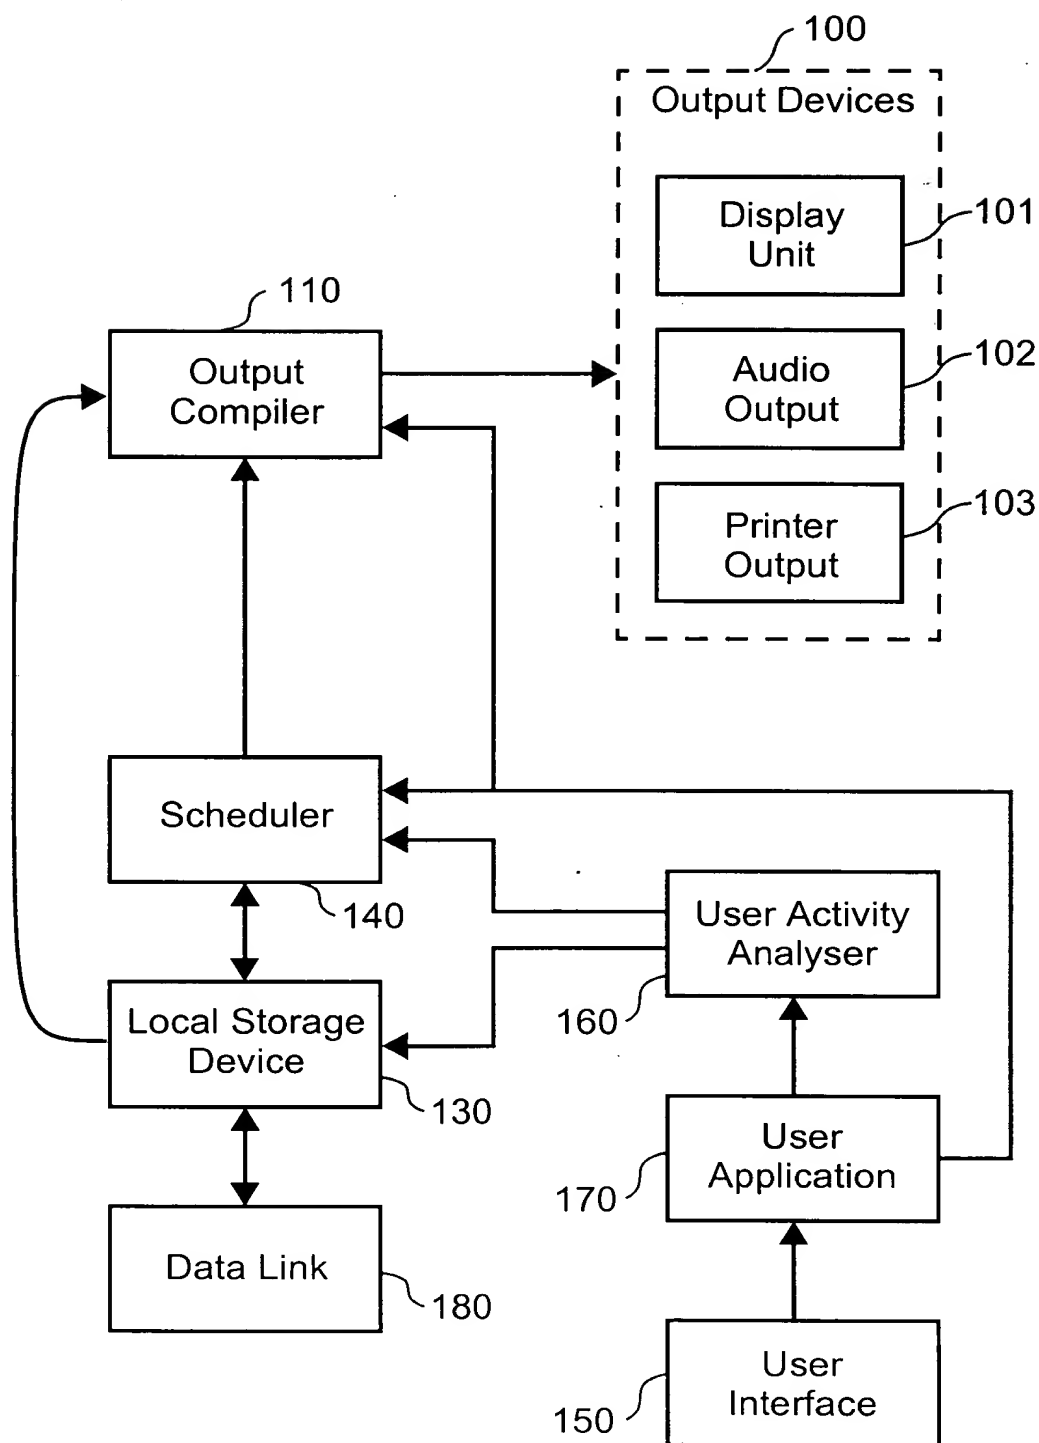 100
Output Devices
Display
Unit
101
110
Output
Compiler
Audio
Output
102
Printer
Output
103
Scheduler
140
User Activity
Analyser
160
Local Storage
Device
130
User
Application
170
Data Link
180
User
Interface
150